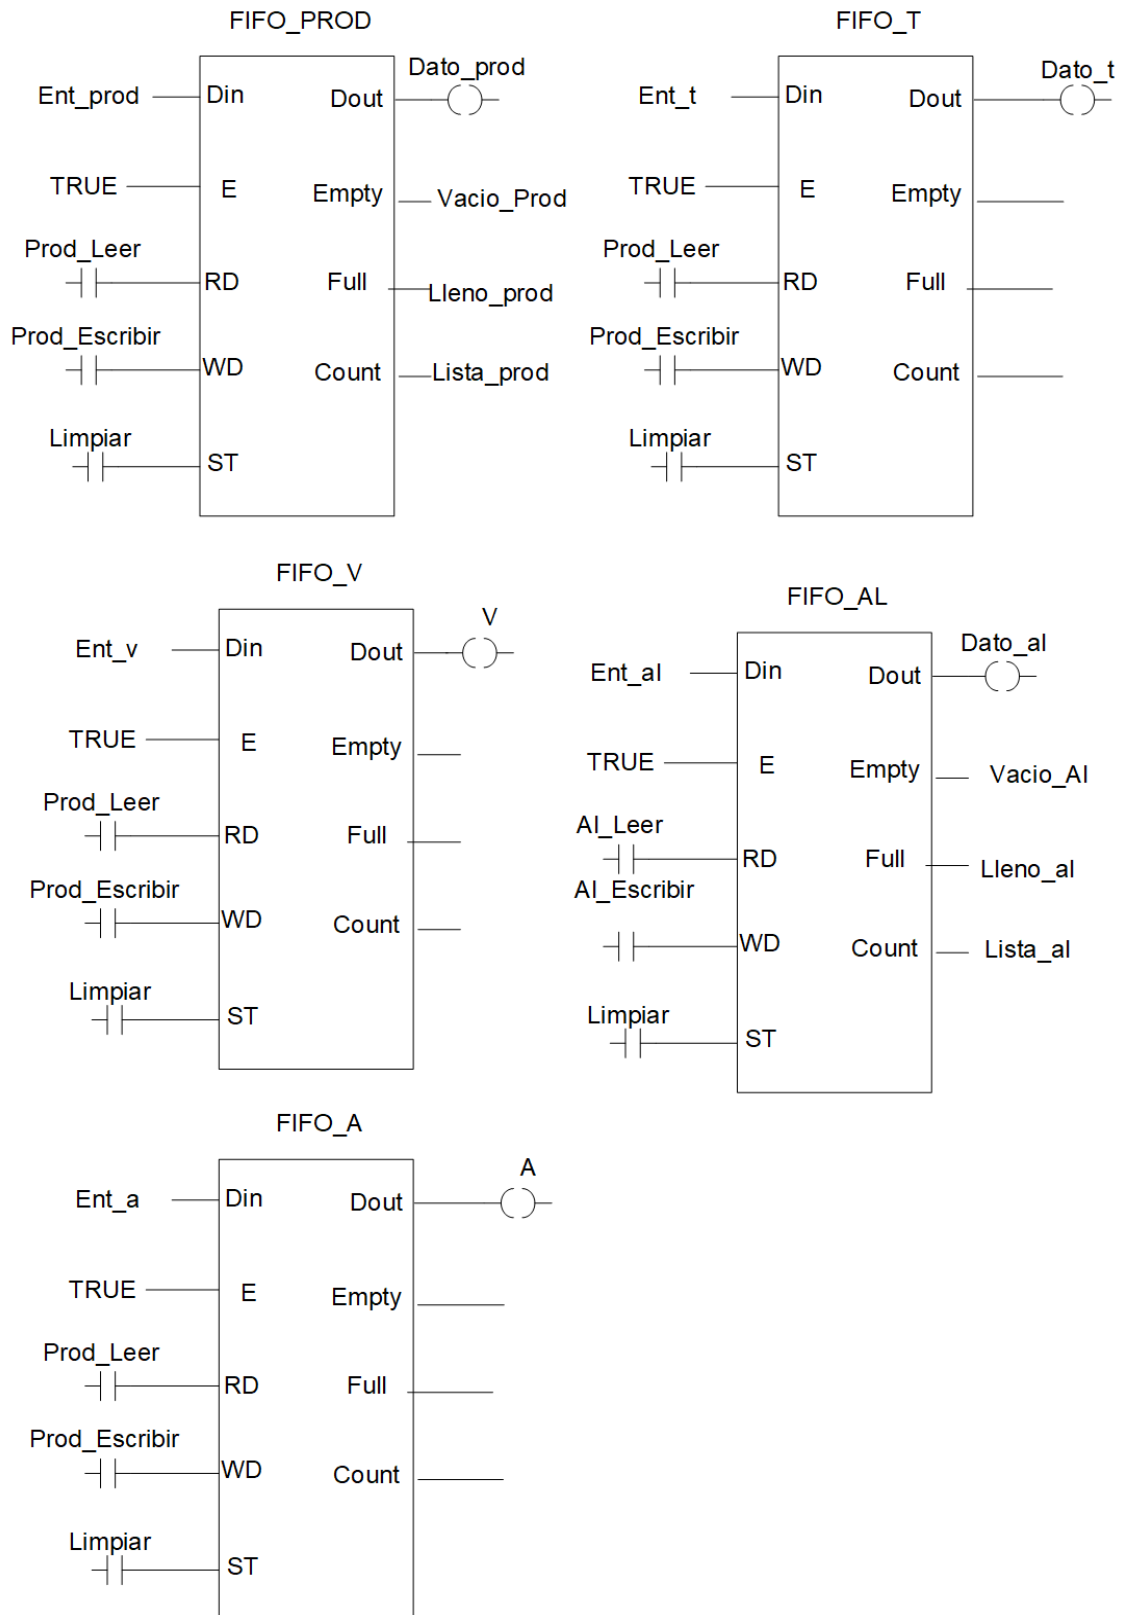 FIFO_PROD
Ent_prod
Din
Dout
Dato_prod
TRUE
E
Empty
Vacio_Prod
Prod_Leer
RD
Full
Lleno_prod
Prod_Escribir
WD
Count
Lista_prod
Limpiar
ST
FIFO_T
Ent_t
Din
Dout
Dato_t
TRUE
E
Empty
Prod_Leer
RD
Full
Prod_Escribir
WD
Count
Limpiar
ST
FIFO_V
Ent_v
Din
Dout
V
TRUE
E
Empty
Prod_Leer
RD
Full
Prod_Escribir
WD
Count
Limpiar
ST
FIFO_AL
Ent_al
Din
Dout
Dato_al
TRUE
E
Empty
Vacio_Al
Al_Leer
RD
Full
Lleno_al
Al_Escribir
WD
Count
Lista_al
Limpiar
ST
FIFO_A
Ent_a
Din
Dout
A
TRUE
E
Empty
Prod_Leer
RD
Full
Prod_Escribir
WD
Count
Limpiar
ST